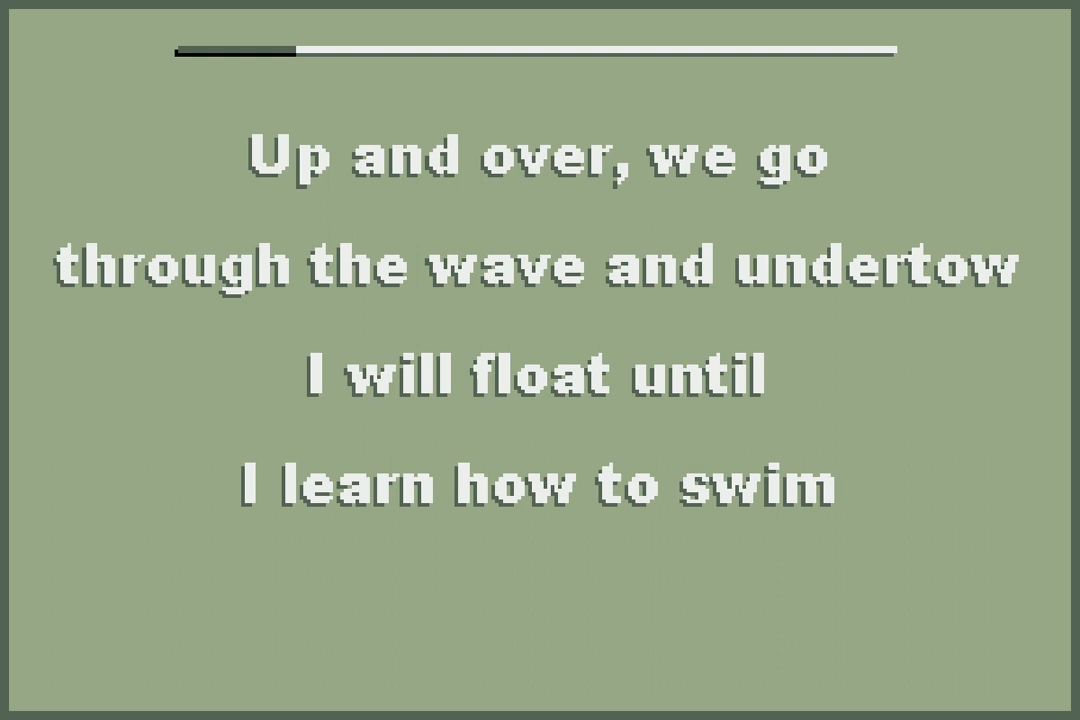 Up and over, we go
through the wave and undertow
I will float until
I learn how to swim